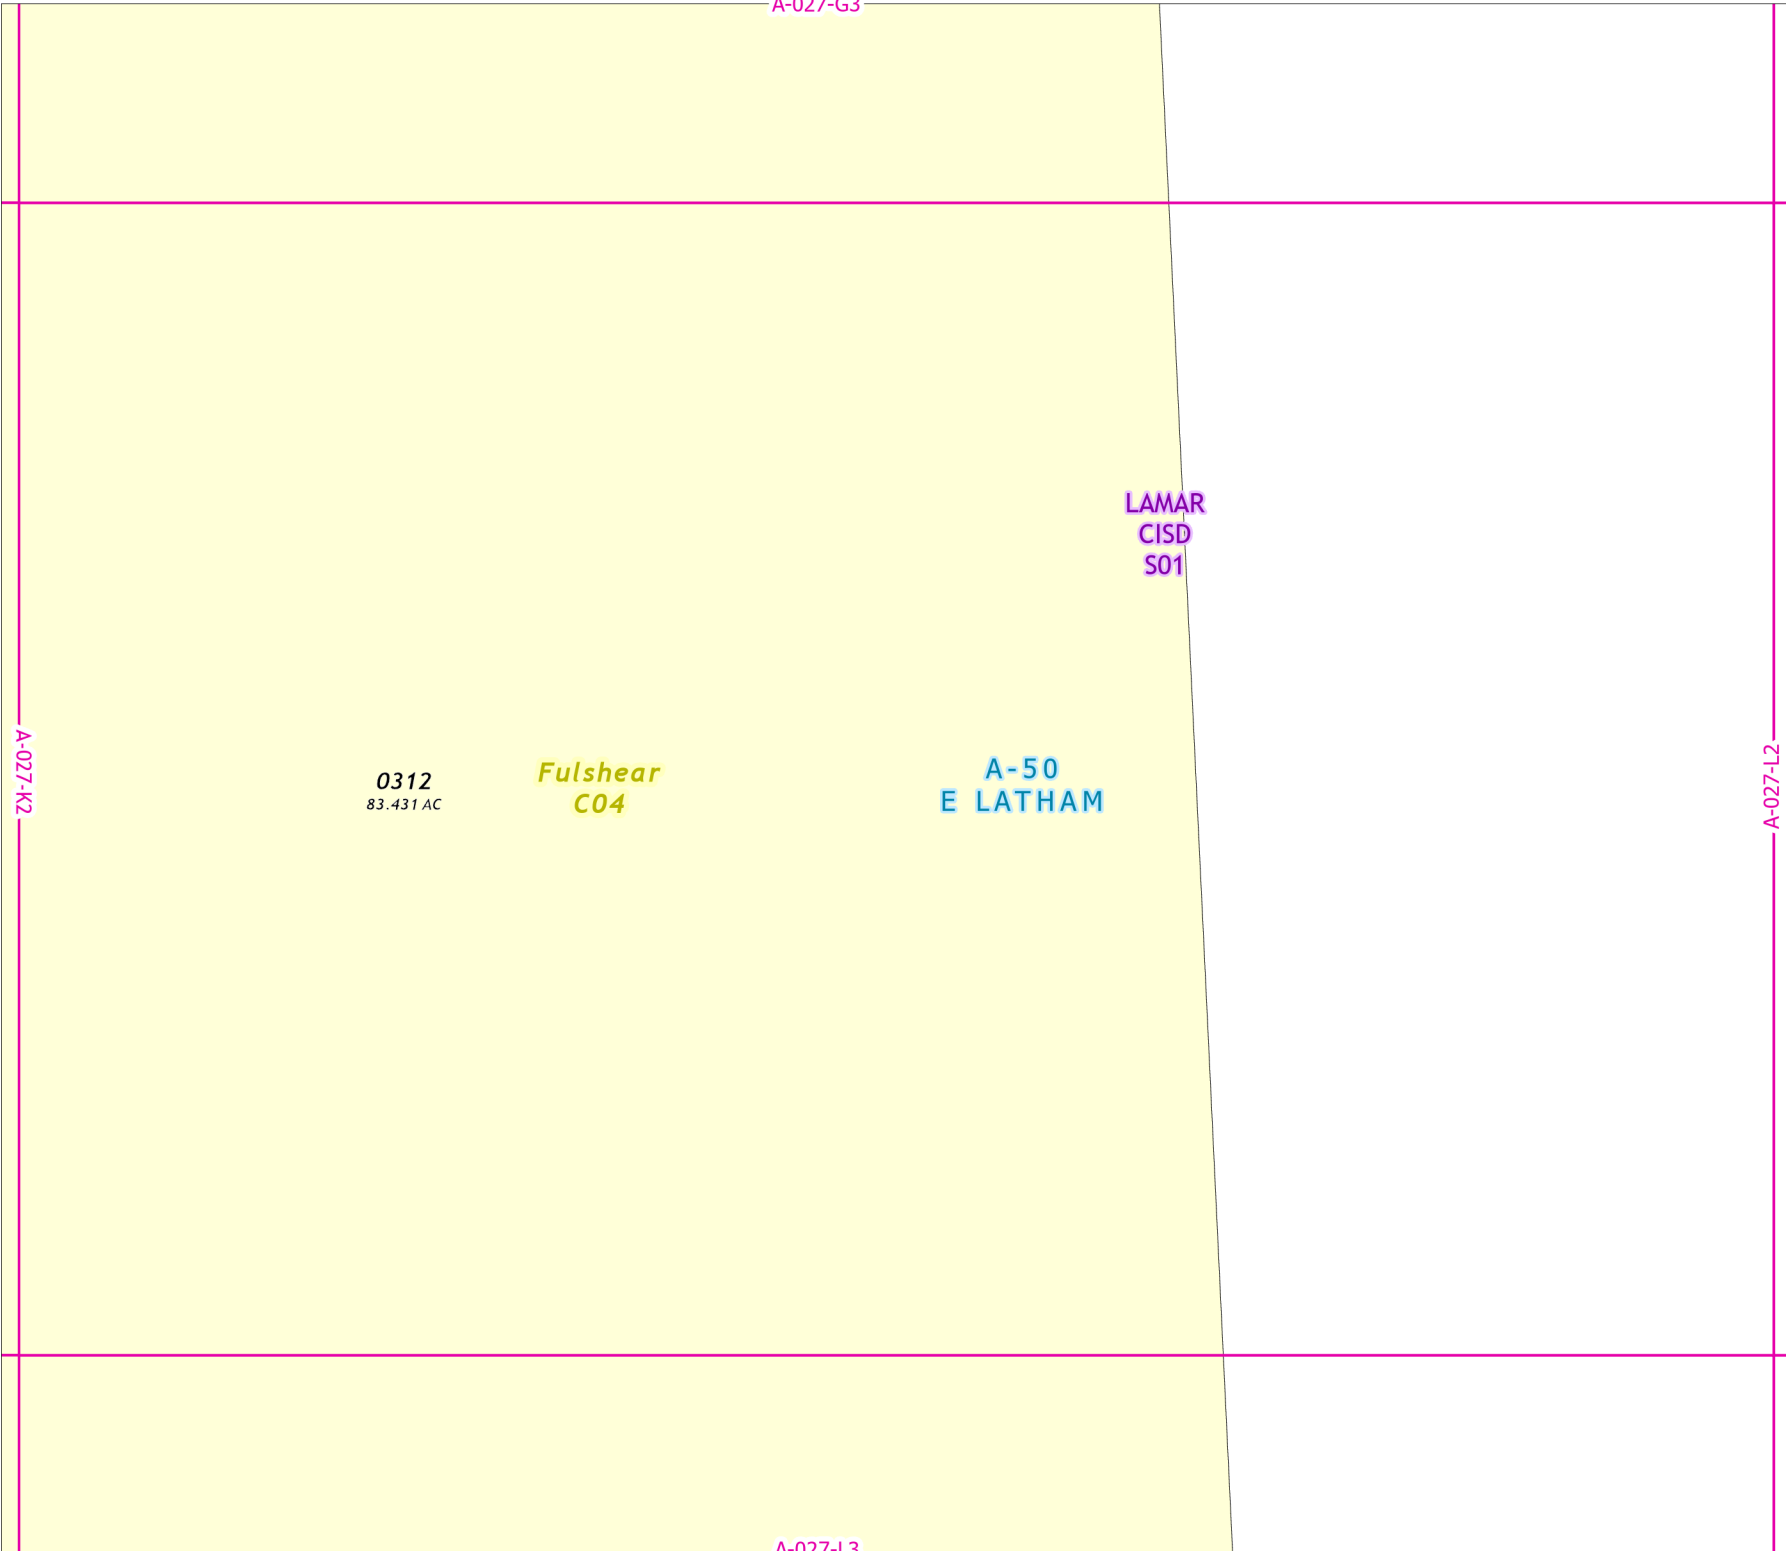 A-027-G3
LAMAR
CISD
S01
A-027-K2
0312
83.431 AC
Fulshear
C04
A-50
E LATHAM
A-027-L2
A-027-L3